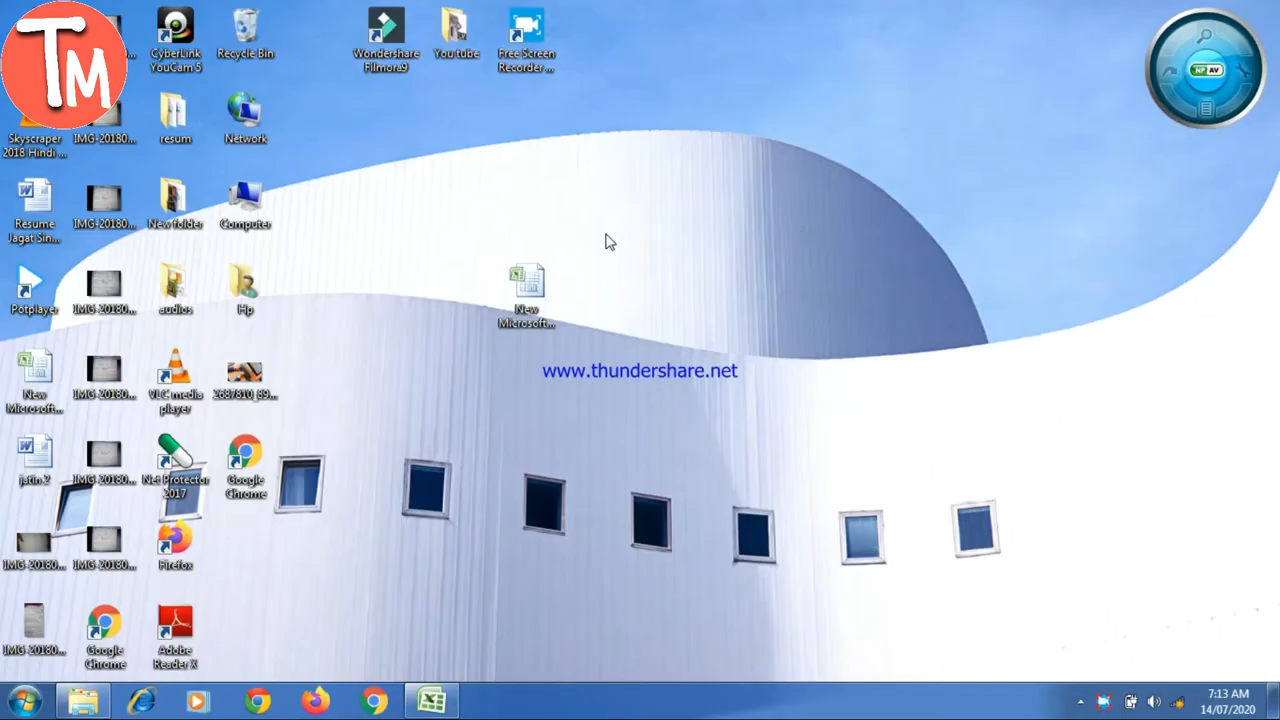 TM
CyberLink
YouCam 5
Recycle Bin
Wondershare
Filmora9
You tube
Free Screen
Recorder ...
NP AV
Skyscraper
2018 Hindi ...
IMG-20180...
resum
Network
Resume
Jagat Sin...
IMG-20180...
New folder
Computer
Potplayer
IMG-20180...
audios
Hp
New
Microsoft...
www.thundershare.net
New
Microsoft...
IMG-20180...
VLC media
player
2687810_89...
jatin 2
IMG-20180...
Net Protector
2017
Google
Chrome
IMG-20180...
IMG-20180...
Firefox
IMG-20180...
Google
Chrome
Adobe
Reader X
7:13 AM
14/07/2020